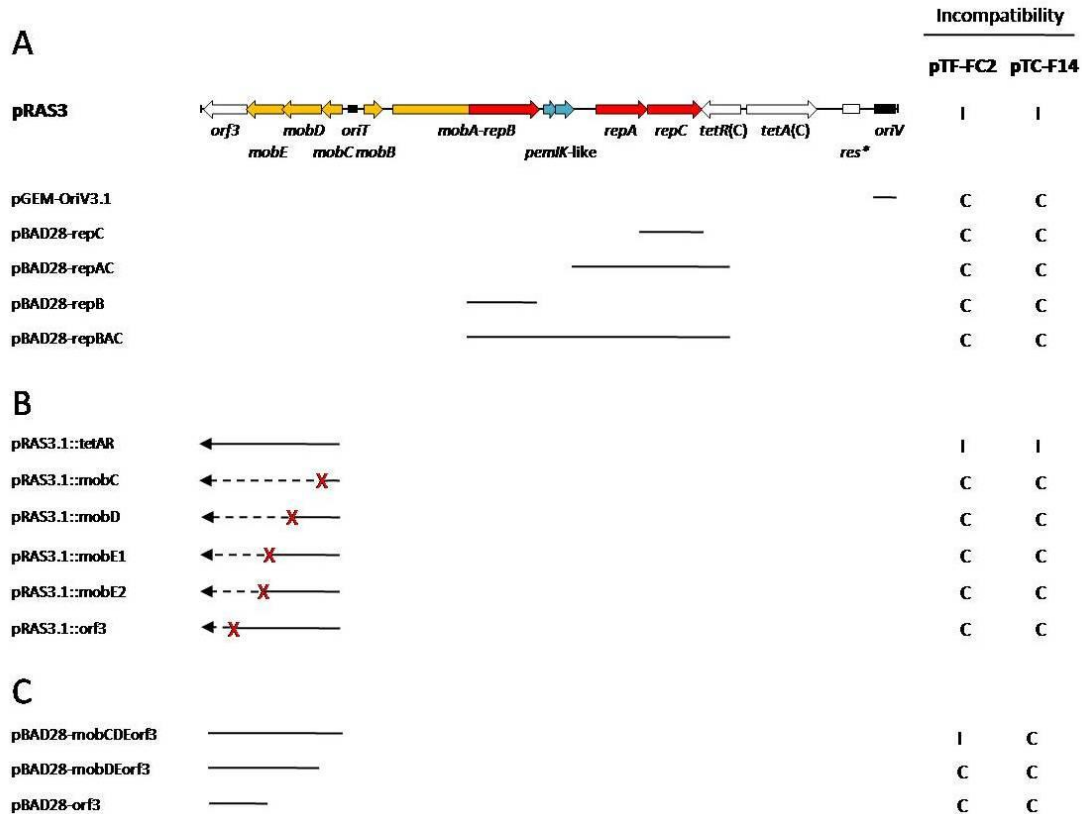 Incompatibility
A
pTF-FC2 pTC-F14
pRAS3 I I
orf3 mobD oriT mobA-repB repA repC tetR(C) tetA(C) oriV
mobE mobC mobB pemIK-like res*
pGEM-OriV3.1 C C
pBAD28-repC C C
pBAD28-repAC C C
pBAD28-repB C C
pBAD28-repBAC C C
B
pRAS3.1::tetAR I I
pRAS3.1::mobC X C C
pRAS3.1::mobD X C C
pRAS3.1::mobE1 X C C
pRAS3.1::mobE2 X C C
pRAS3.1::orf3 X C C
C
pBAD28-mobCDEorf3 I C
pBAD28-mobDEorf3 C C
pBAD28-orf3 C C